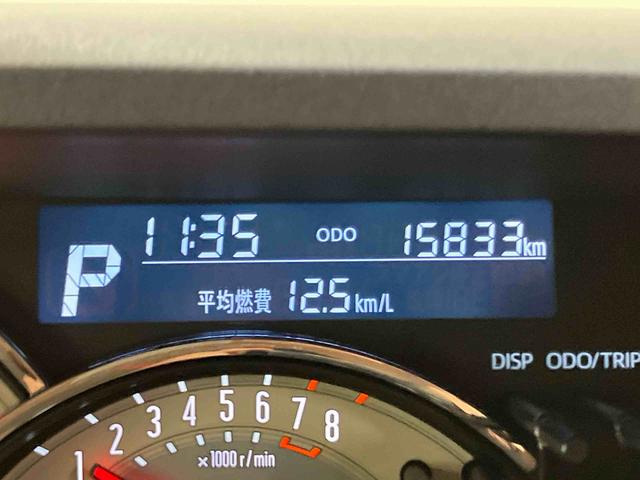 11:35 ODO 15833km
P
平均燃費 12.5km/L
DISP ODO/TRIP
1 2 3 4 5 6 7 8
×1000 r/min